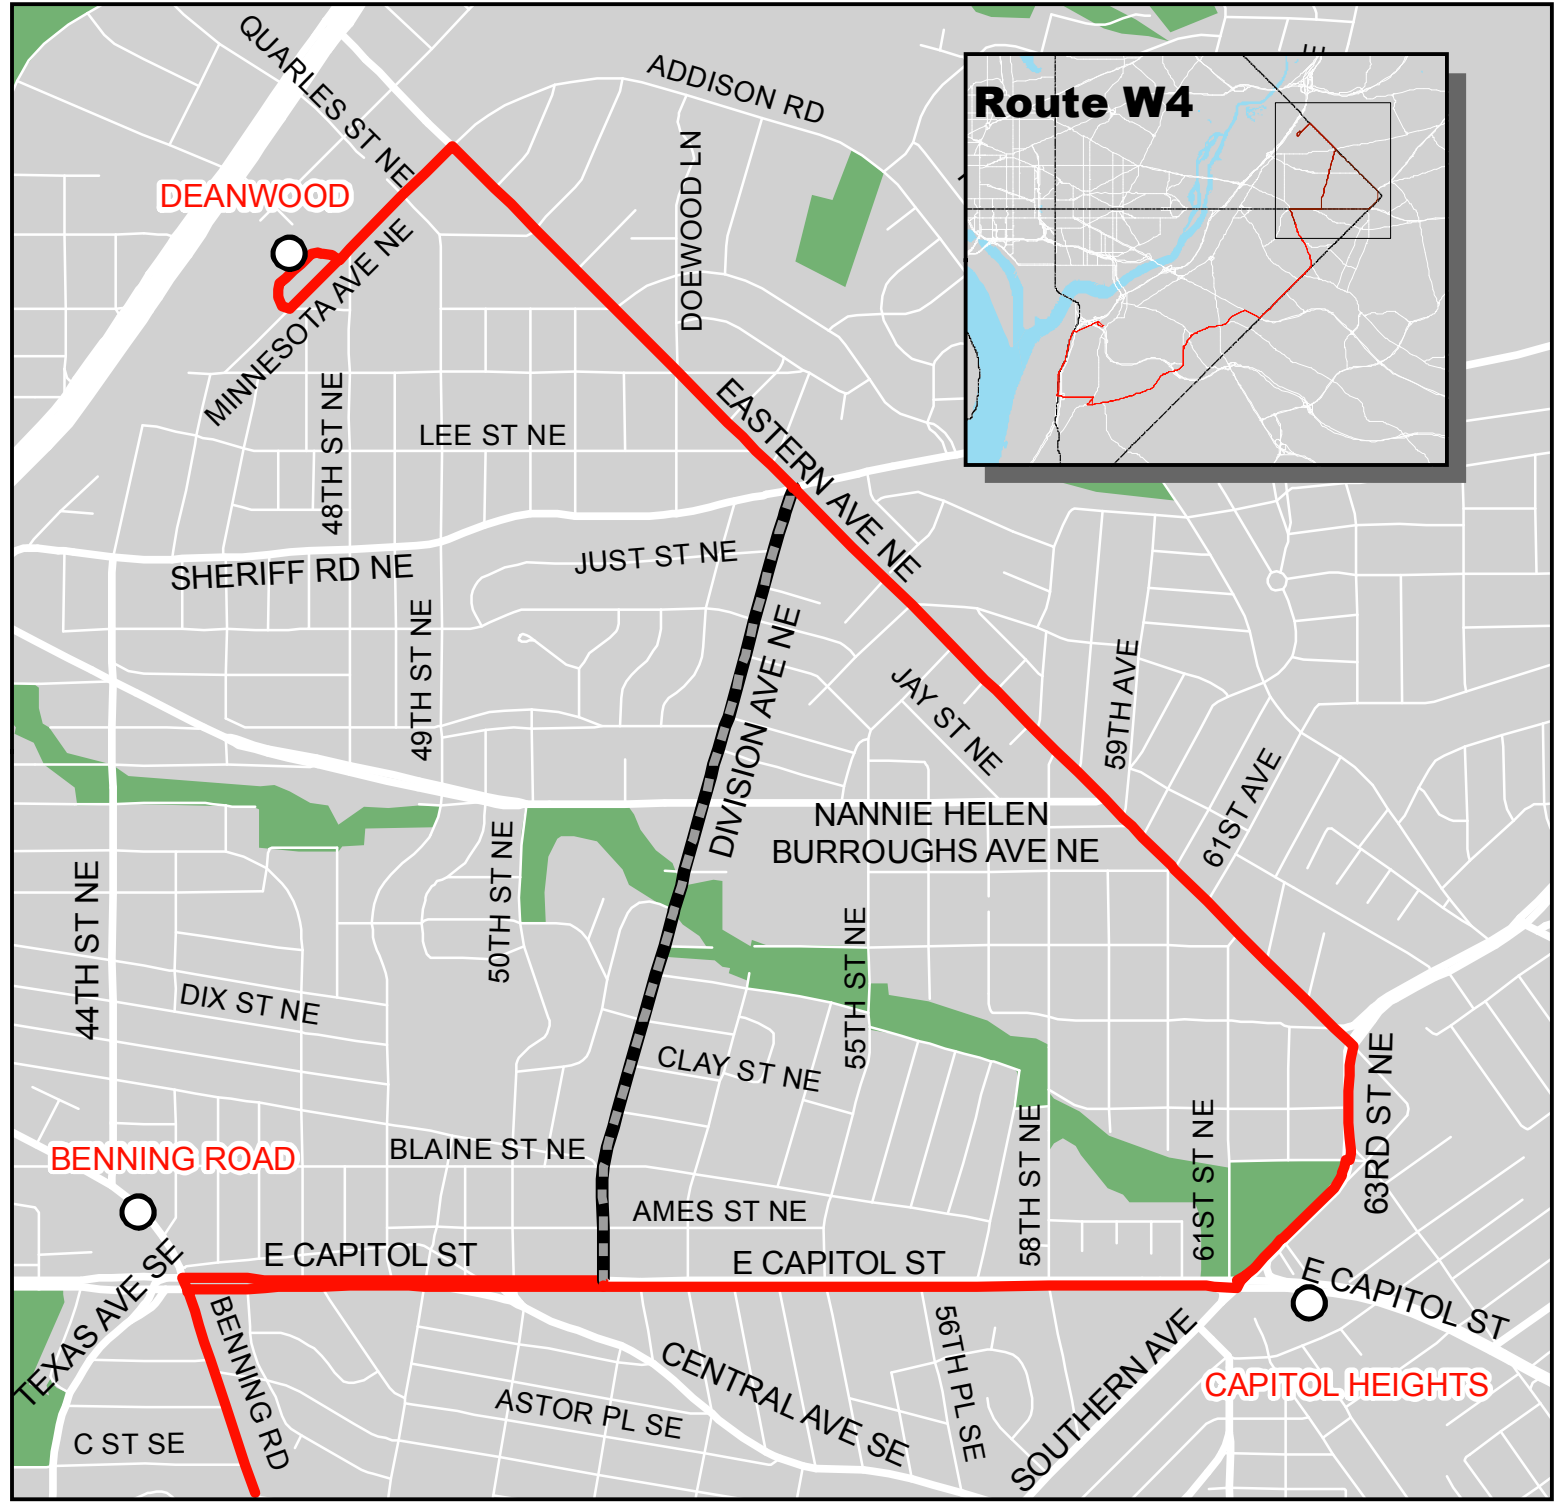 QUARLES ST NE
ADDISON RD
E
Route W4
DEANWOOD
DOEWOOD LN
MINNESOTA AVE NE
48TH ST NE
LEE ST NE
EASTERN AVE NE
SHERIFF RD NE
JUST ST NE
49TH ST NE
DIVISION AVE NE
JAY ST NE
59TH AVE
61ST AVE
NANNIE HELEN
BURROUGHS AVE NE
44TH ST NE
50TH ST NE
55TH ST NE
DIX ST NE
CLAY ST NE
BLAINE ST NE
58TH ST NE
61ST ST NE
63RD ST NE
BENNING ROAD
AMES ST NE
E CAPITOL ST
E CAPITOL ST
E CAPITOL ST
TEXAS AVE SE
BENNING RD
CENTRAL AVE SE
56TH PL SE
SOUTHERN AVE
CAPITOL HEIGHTS
ASTOR PL SE
C ST SE